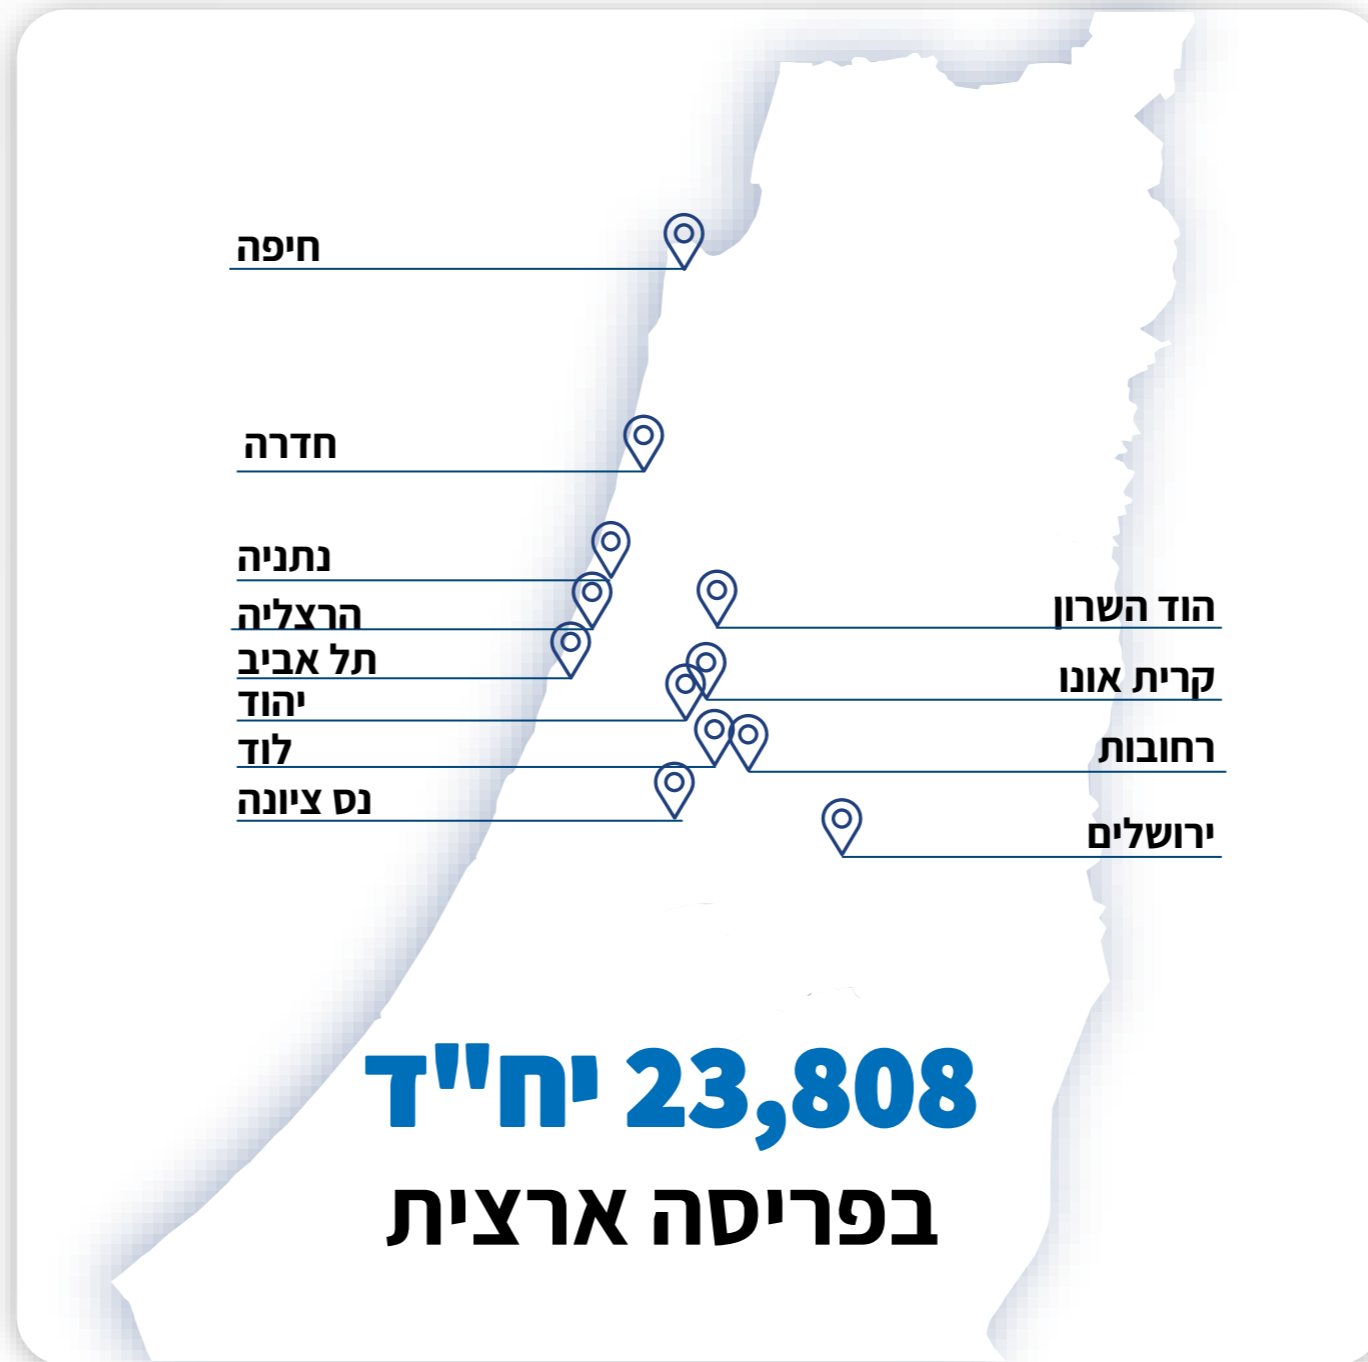 חיפה
חדרה
נתניה
הרצליה
תל אביב
יהוד
לוד
נס ציונה
הוד השרון
קרית אונו
רחובות
ירושלים
23,808 יח"ד
בפריסה ארצית